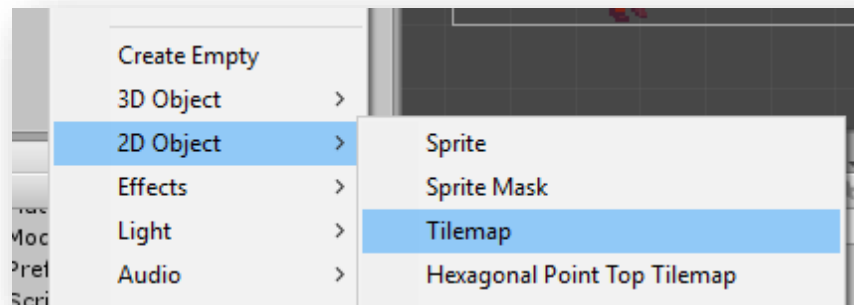 Create Empty
3D Object
2D Object
Sprite
Effects
Sprite Mask
Light
Tilemap
Audio
Hexagonal Point Top Tilemap